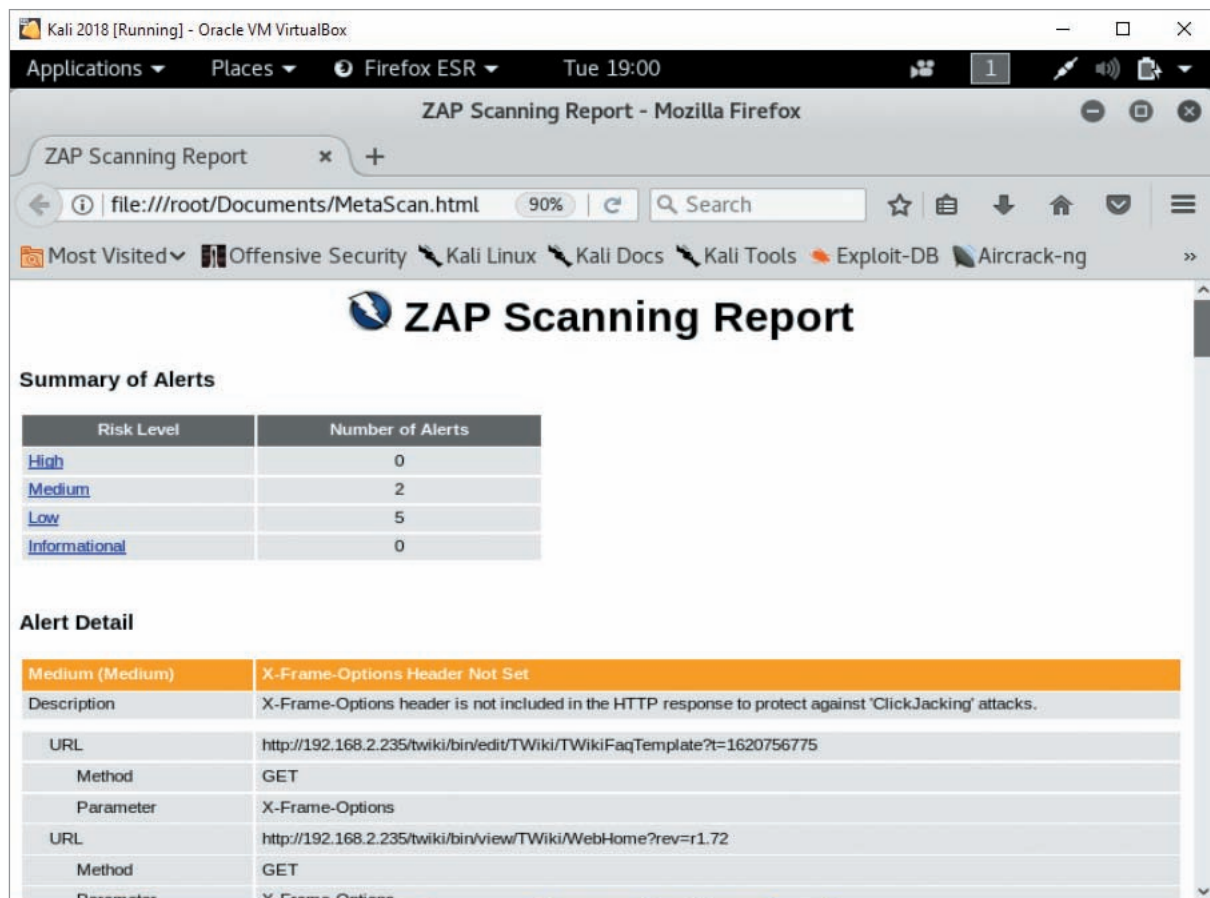 Kali 2018 [Running] - Oracle VM VirtualBox
Applications Places Firefox ESR Tue 19:00 1
ZAP Scanning Report - Mozilla Firefox
ZAP Scanning Report
file:///root/Documents/MetaScan.html 90% Search
Most Visited Offensive Security Kali Linux Kali Docs Kali Tools Exploit-DB Aircrack-ng »
ZAP Scanning Report
Summary of Alerts
Risk Level Number of Alerts
High 0
Medium 2
Low 5
Informational 0
Alert Detail
Medium (Medium) X-Frame-Options Header Not Set
Description X-Frame-Options header is not included in the HTTP response to protect against 'ClickJacking' attacks.
URL http://192.168.2.235/twiki/bin/edit/TWiki/TWikiFaqTemplate?t=1620756775
Method GET
Parameter X-Frame-Options
URL http://192.168.2.235/twiki/bin/view/TWiki/WebHome?rev=r1.72
Method GET
Parameter X-Frame-Options